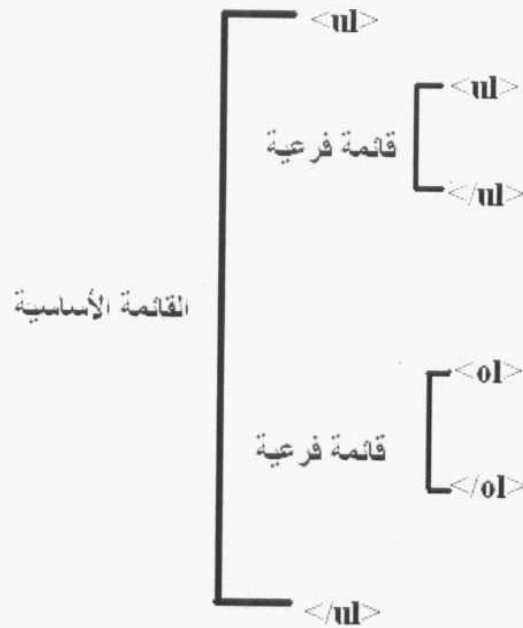 <ul>
<ul>
قائمة فرعية
</ul>
القائمة الأساسية
<ol>
قائمة فرعية
</ol>
</ul>